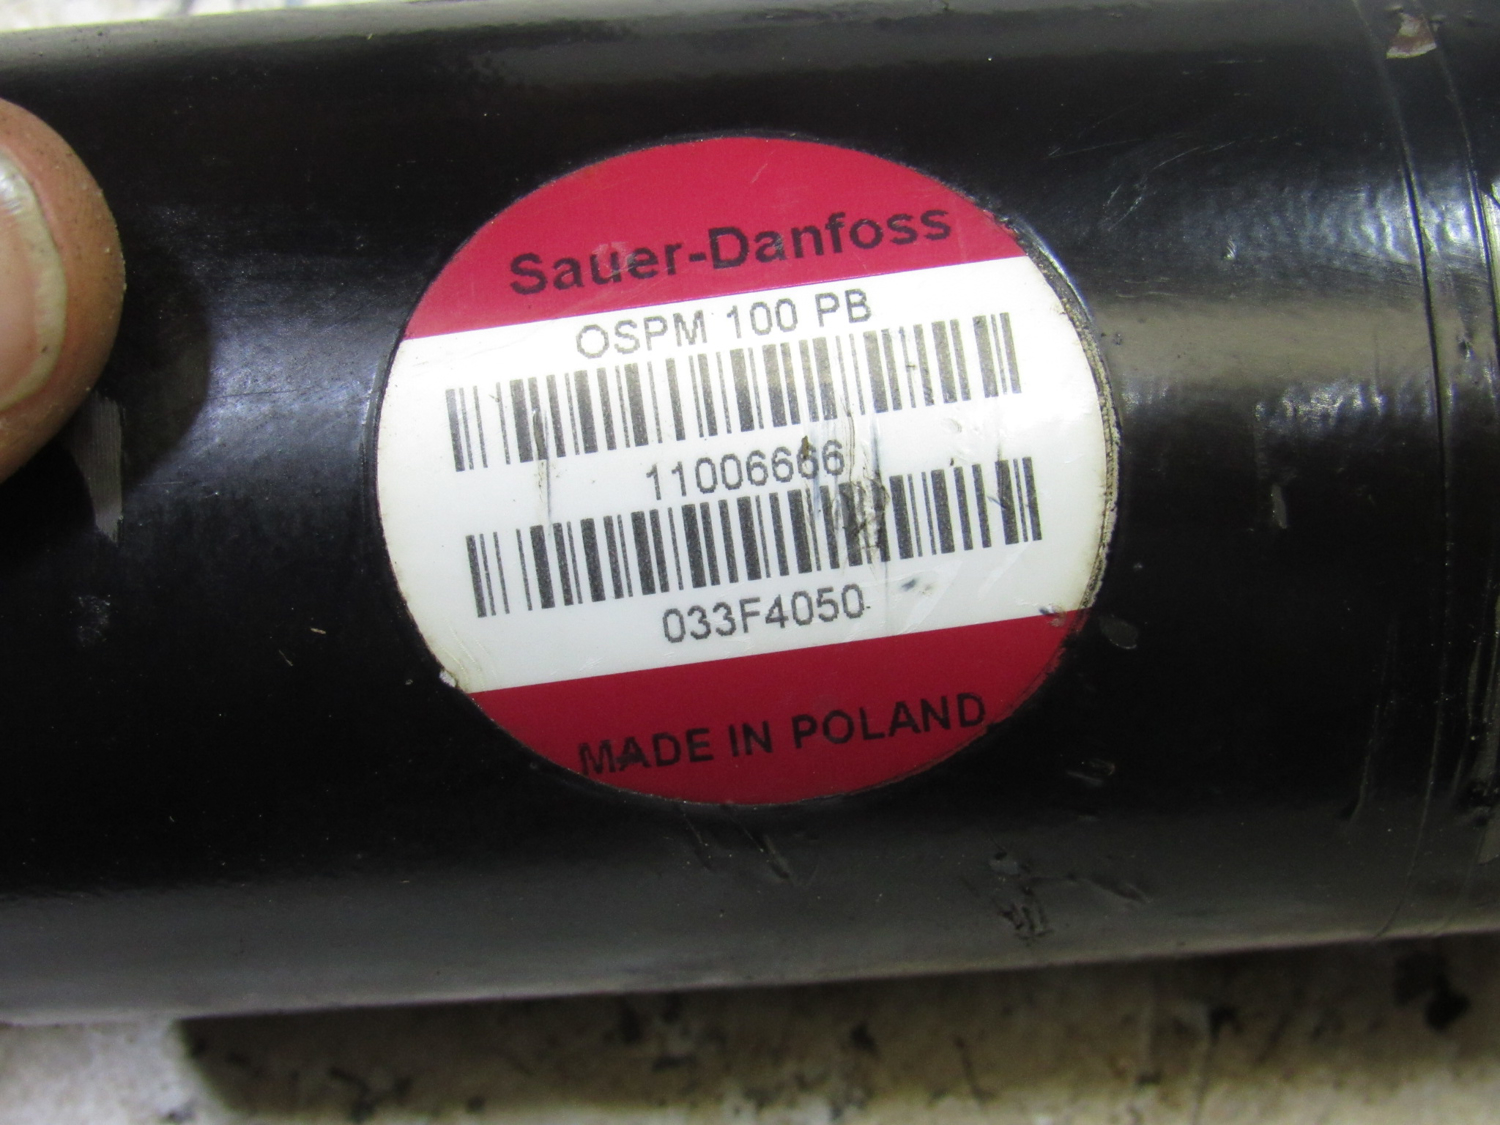 Sauer-Danfoss
OSPM 100 PB
11006666
033F4050
MADE IN POLAND